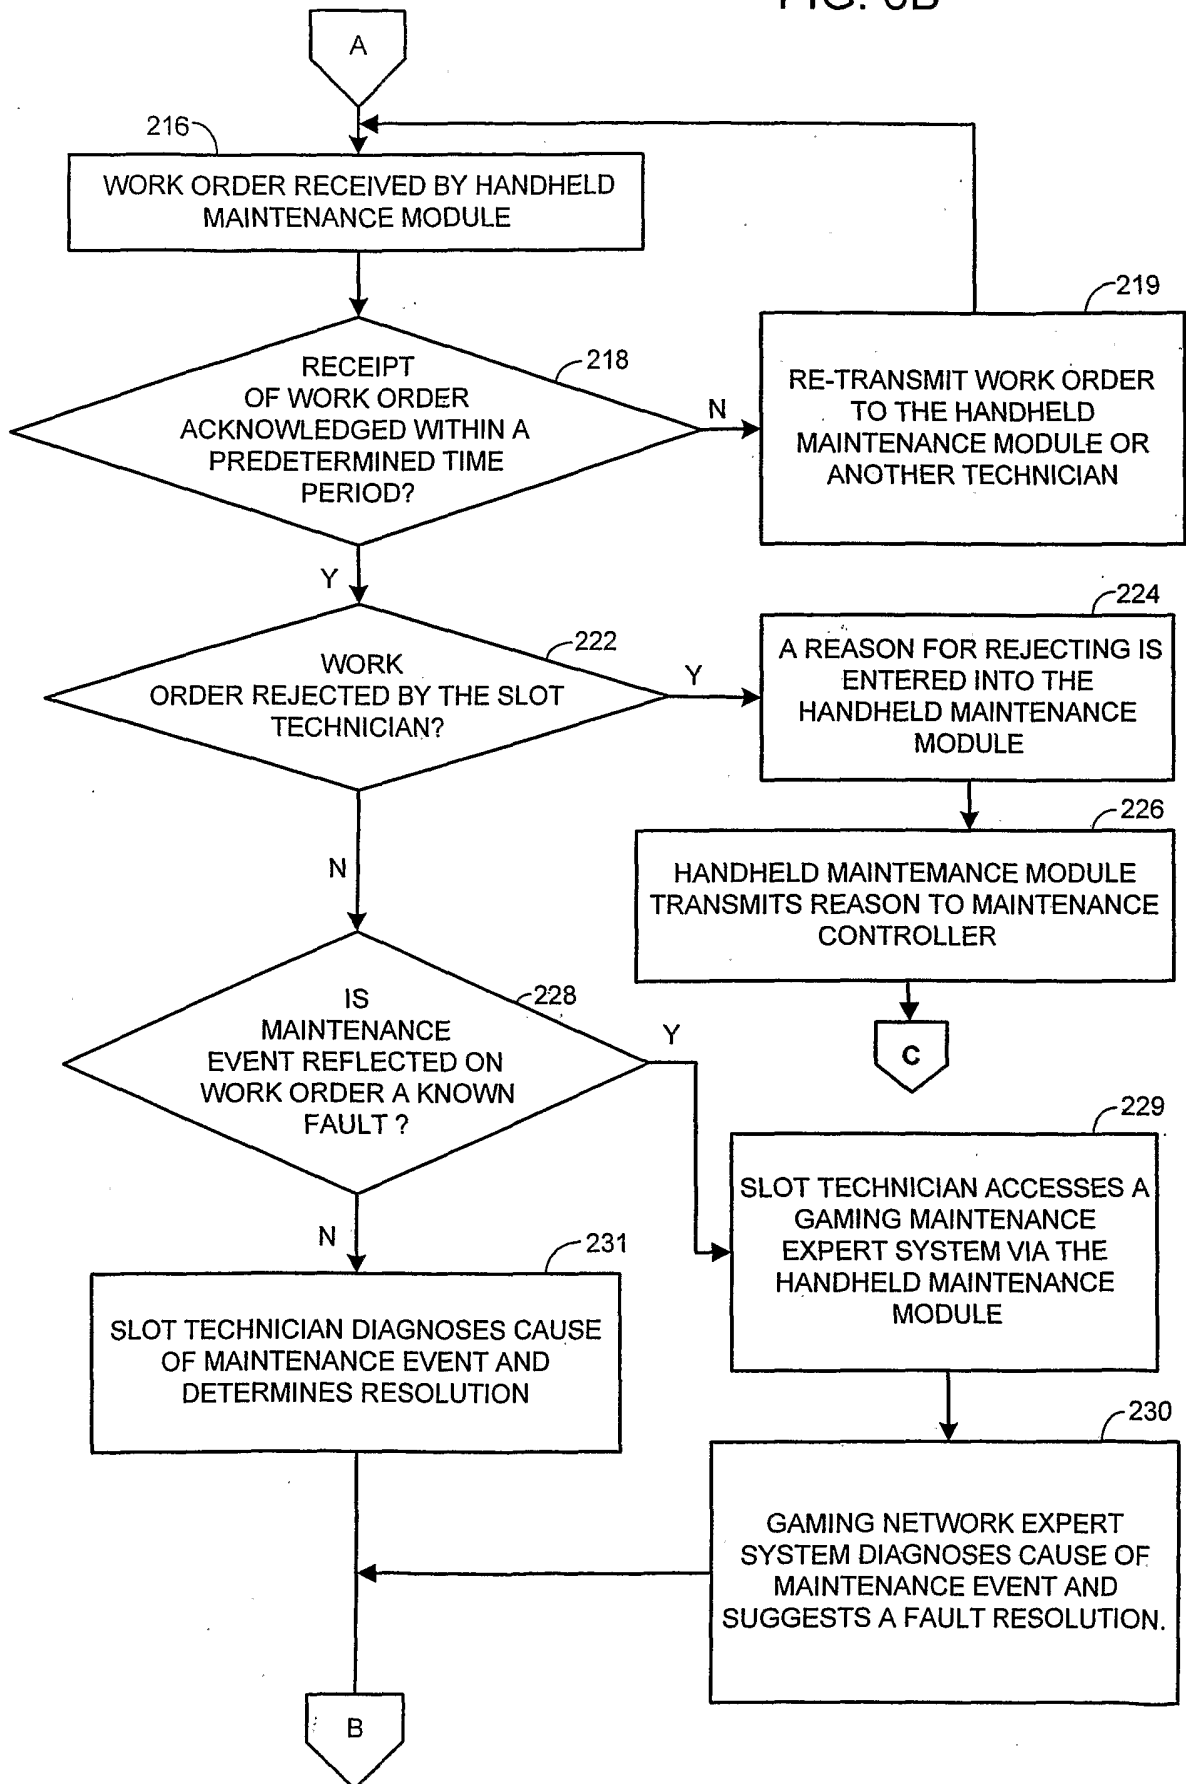 FIG. 6B
A
216
WORK ORDER RECEIVED BY HANDHELD
MAINTENANCE MODULE
218
RECEIPT
OF WORK ORDER
ACKNOWLEDGED WITHIN A
PREDETERMINED TIME
PERIOD?
N
219
RE-TRANSMIT WORK ORDER
TO THE HANDHELD
MAINTENANCE MODULE OR
ANOTHER TECHNICIAN
Y
222
WORK
ORDER REJECTED BY THE SLOT
TECHNICIAN?
Y
224
A REASON FOR REJECTING IS
ENTERED INTO THE
HANDHELD MAINTENANCE
MODULE
226
HANDHELD MAINTEMANCE MODULE
TRANSMITS REASON TO MAINTENANCE
CONTROLLER
C
N
228
IS
MAINTENANCE
EVENT REFLECTED ON
WORK ORDER A KNOWN
FAULT ?
Y
229
SLOT TECHNICIAN ACCESSES A
GAMING MAINTENANCE
EXPERT SYSTEM VIA THE
HANDHELD MAINTENANCE
MODULE
N
231
SLOT TECHNICIAN DIAGNOSES CAUSE
OF MAINTENANCE EVENT AND
DETERMINES RESOLUTION
230
GAMING NETWORK EXPERT
SYSTEM DIAGNOSES CAUSE OF
MAINTENANCE EVENT AND
SUGGESTS A FAULT RESOLUTION.
B